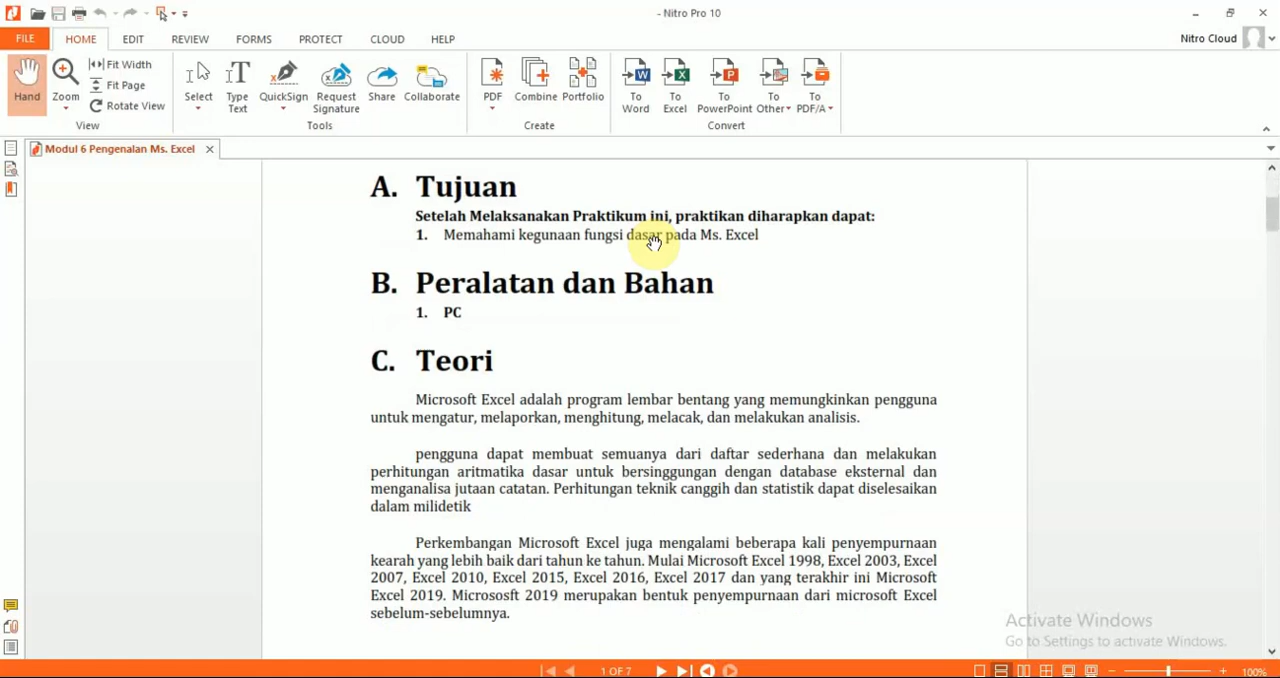 - Nitro Pro 10
FILE HOME EDIT REVIEW FORMS PROTECT CLOUD HELP
Nitro Cloud
Hand
Zoom
Fit Width
Fit Page
Rotate View
View
Select
Type Text
QuickSign
Request Signature
Share
Collaborate
Tools
PDF
Combine
Portfolio
Create
To Word
To Excel
To PowerPoint
To Other
To PDF/A
Convert
Modul 6 Pengenalan Ms. Excel
A. Tujuan
Setelah Melaksanakan Praktikum ini, praktikan diharapkan dapat:
1. Memahami kegunaan fungsi dasar pada Ms. Excel
B. Peralatan dan Bahan
1. PC
C. Teori
Microsoft Excel adalah program lembar bentang yang memungkinkan pengguna
untuk mengatur, melaporkan, menghitung, melacak, dan melakukan analisis.
pengguna dapat membuat semuanya dari daftar sederhana dan melakukan
perhitungan aritmatika dasar untuk bersinggungan dengan database eksternal dan
menganalisa jutaan catatan. Perhitungan teknik canggih dan statistik dapat diselesaikan
dalam milidetik
Perkembangan Microsoft Excel juga mengalami beberapa kali penyempurnaan
kearah yang lebih baik dari tahun ke tahun. Mulai Microsoft Excel 1998, Excel 2003, Excel
2007, Excel 2010, Excel 2015, Excel 2016, Excel 2017 dan yang terakhir ini Microsoft
Excel 2019. Micrososft 2019 merupakan bentuk penyempurnaan dari microsoft Excel
sebelum-sebelumnya.
Activate Windows
Go to Settings to activate Windows.
1 OF 7
100%